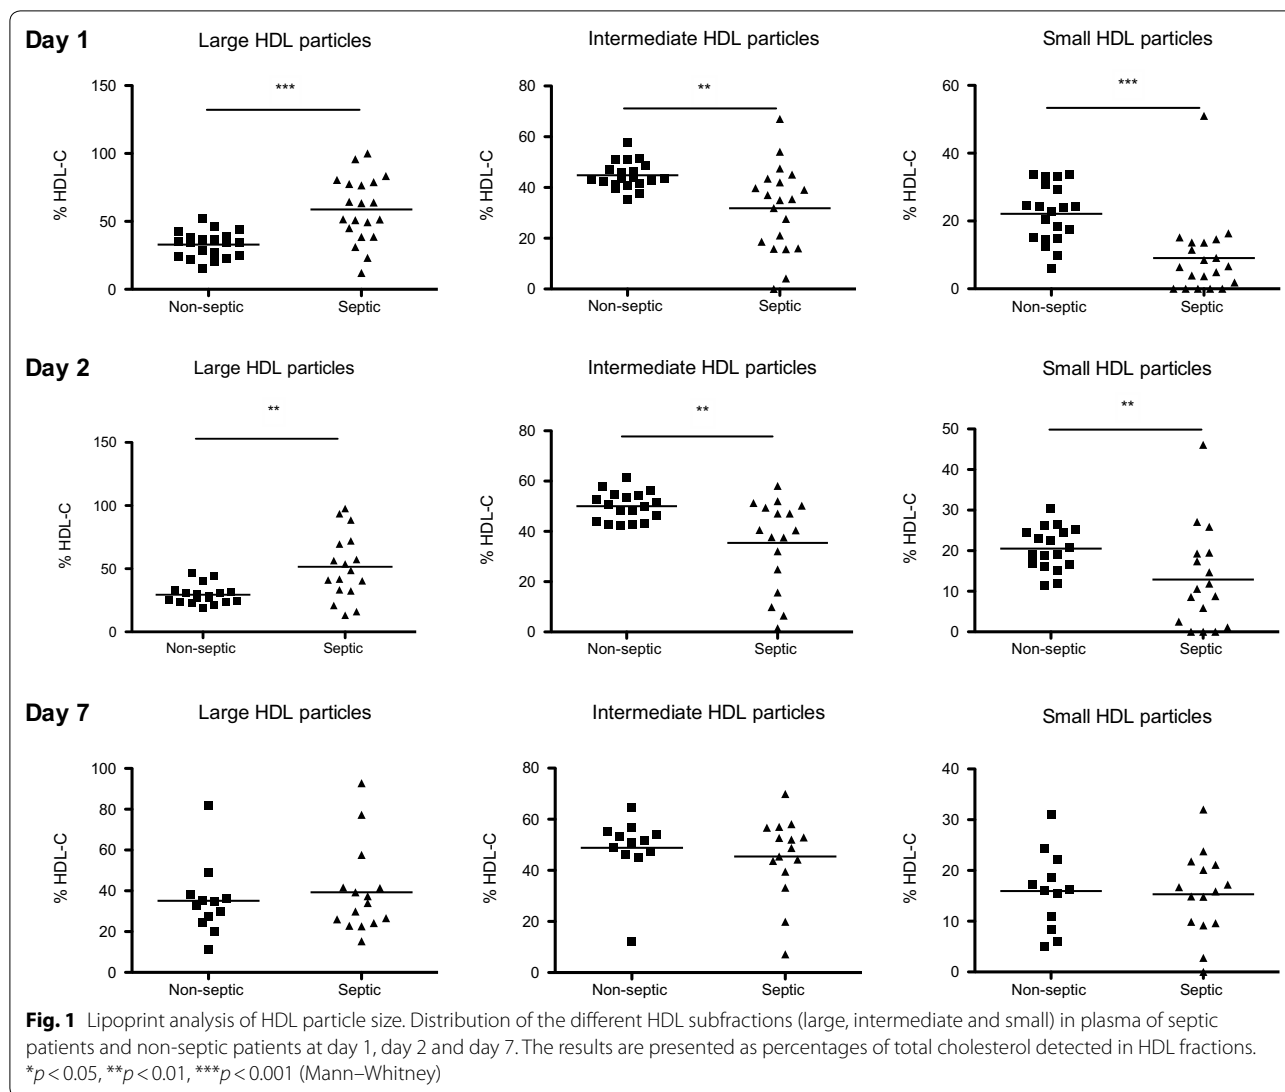 Day 1
Large HDL particles
Intermediate HDL particles
Small HDL particles
***
**
***
% HDL-C
150
100
50
0
Non-septic
Septic
% HDL-C
80
60
40
20
0
Non-septic
Septic
% HDL-C
60
40
20
0
Non-septic
Septic
Day 2
Large HDL particles
Intermediate HDL particles
Small HDL particles
**
**
**
% HDL-C
150
100
50
0
Non-septic
Septic
% HDL-C
80
60
40
20
0
Non-septic
Septic
% HDL-C
50
40
30
20
10
0
Non-septic
Septic
Day 7
Large HDL particles
Intermediate HDL particles
Small HDL particles
% HDL-C
100
80
60
40
20
0
Non-septic
Septic
% HDL-C
80
60
40
20
0
Non-septic
Septic
% HDL-C
40
30
20
10
0
Non-septic
Septic
Fig. 1 Lipoprint analysis of HDL particle size. Distribution of the different HDL subfractions (large, intermediate and small) in plasma of septic
patients and non-septic patients at day 1, day 2 and day 7. The results are presented as percentages of total cholesterol detected in HDL fractions.
*p < 0.05, **p < 0.01, ***p < 0.001 (Mann–Whitney)